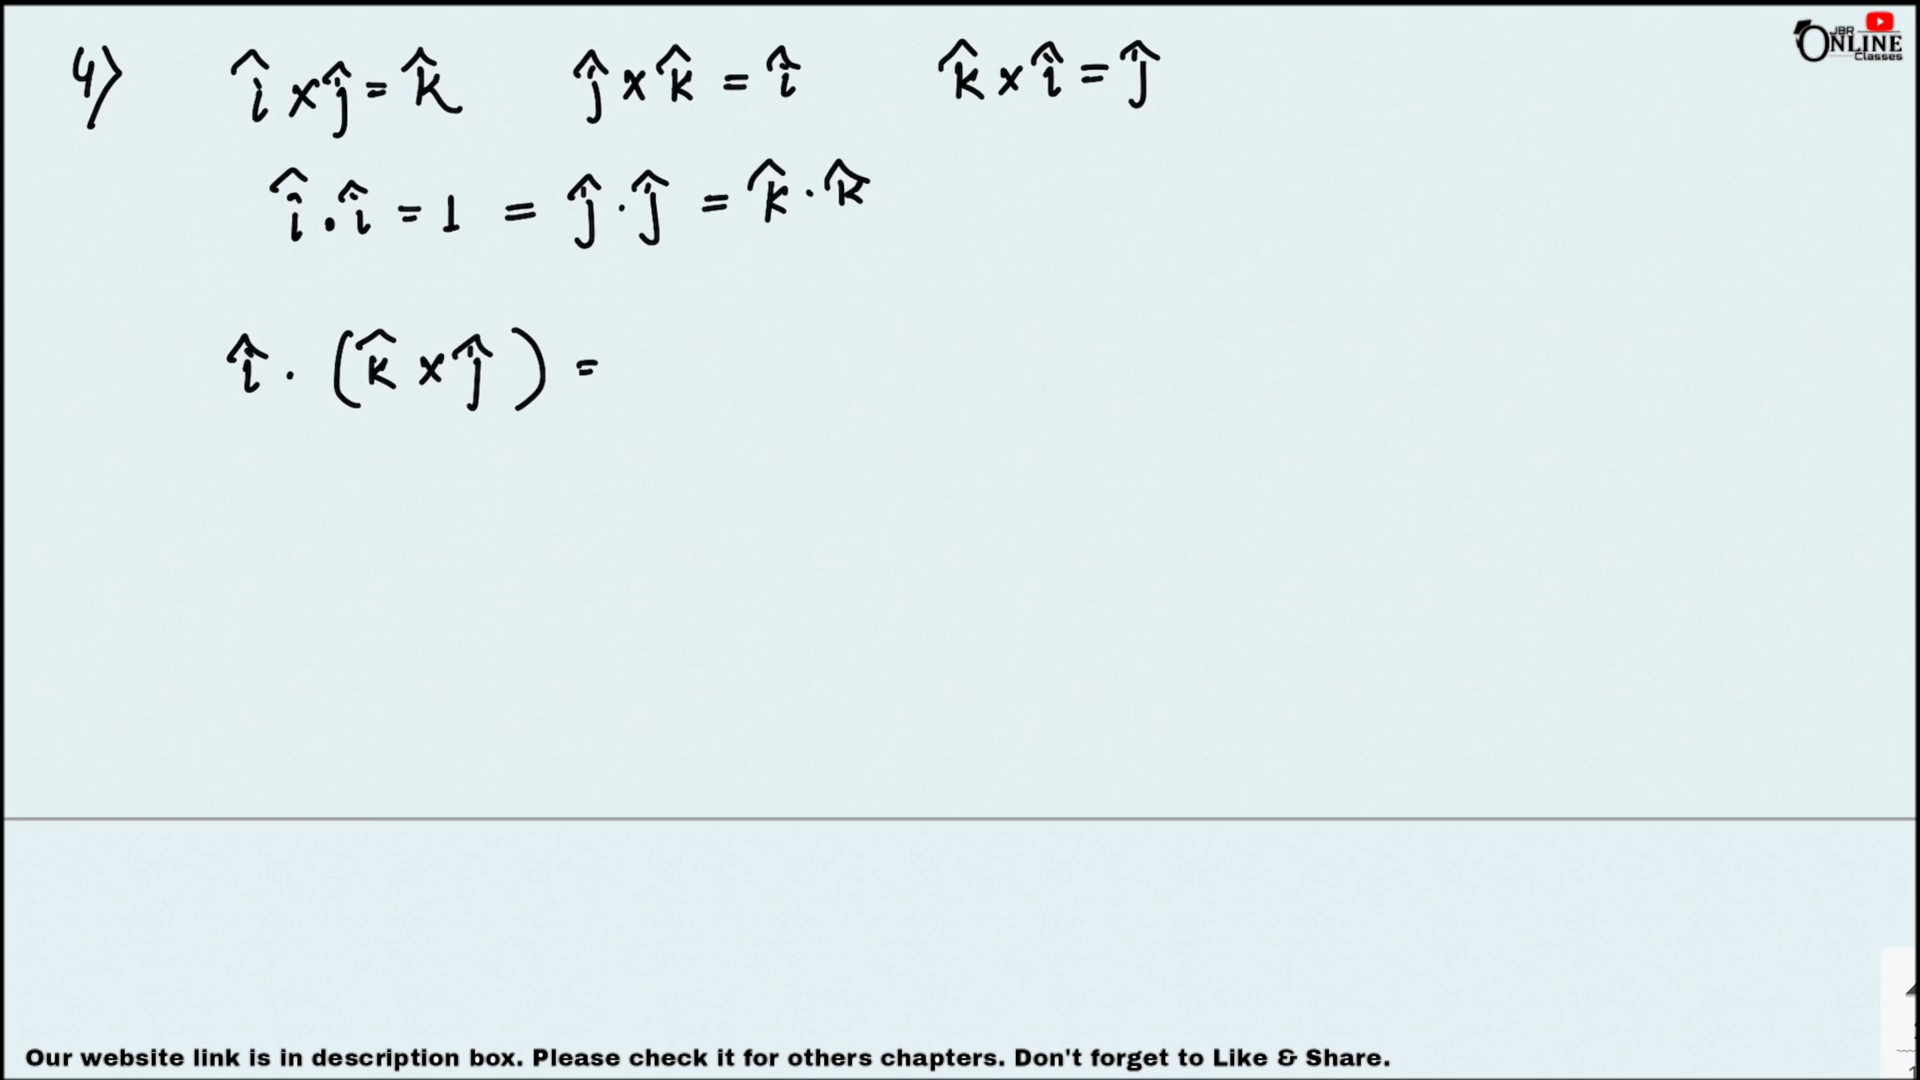 4) î × ĵ = k̂ ĵ × k̂ = î k̂ × î = ĵ
JBR
ONLINE
Classes
î · î = 1 = ĵ · ĵ = k̂ · k̂
î · (k̂ × ĵ) =
Our website link is in description box. Please check it for others chapters. Don't forget to Like & Share.